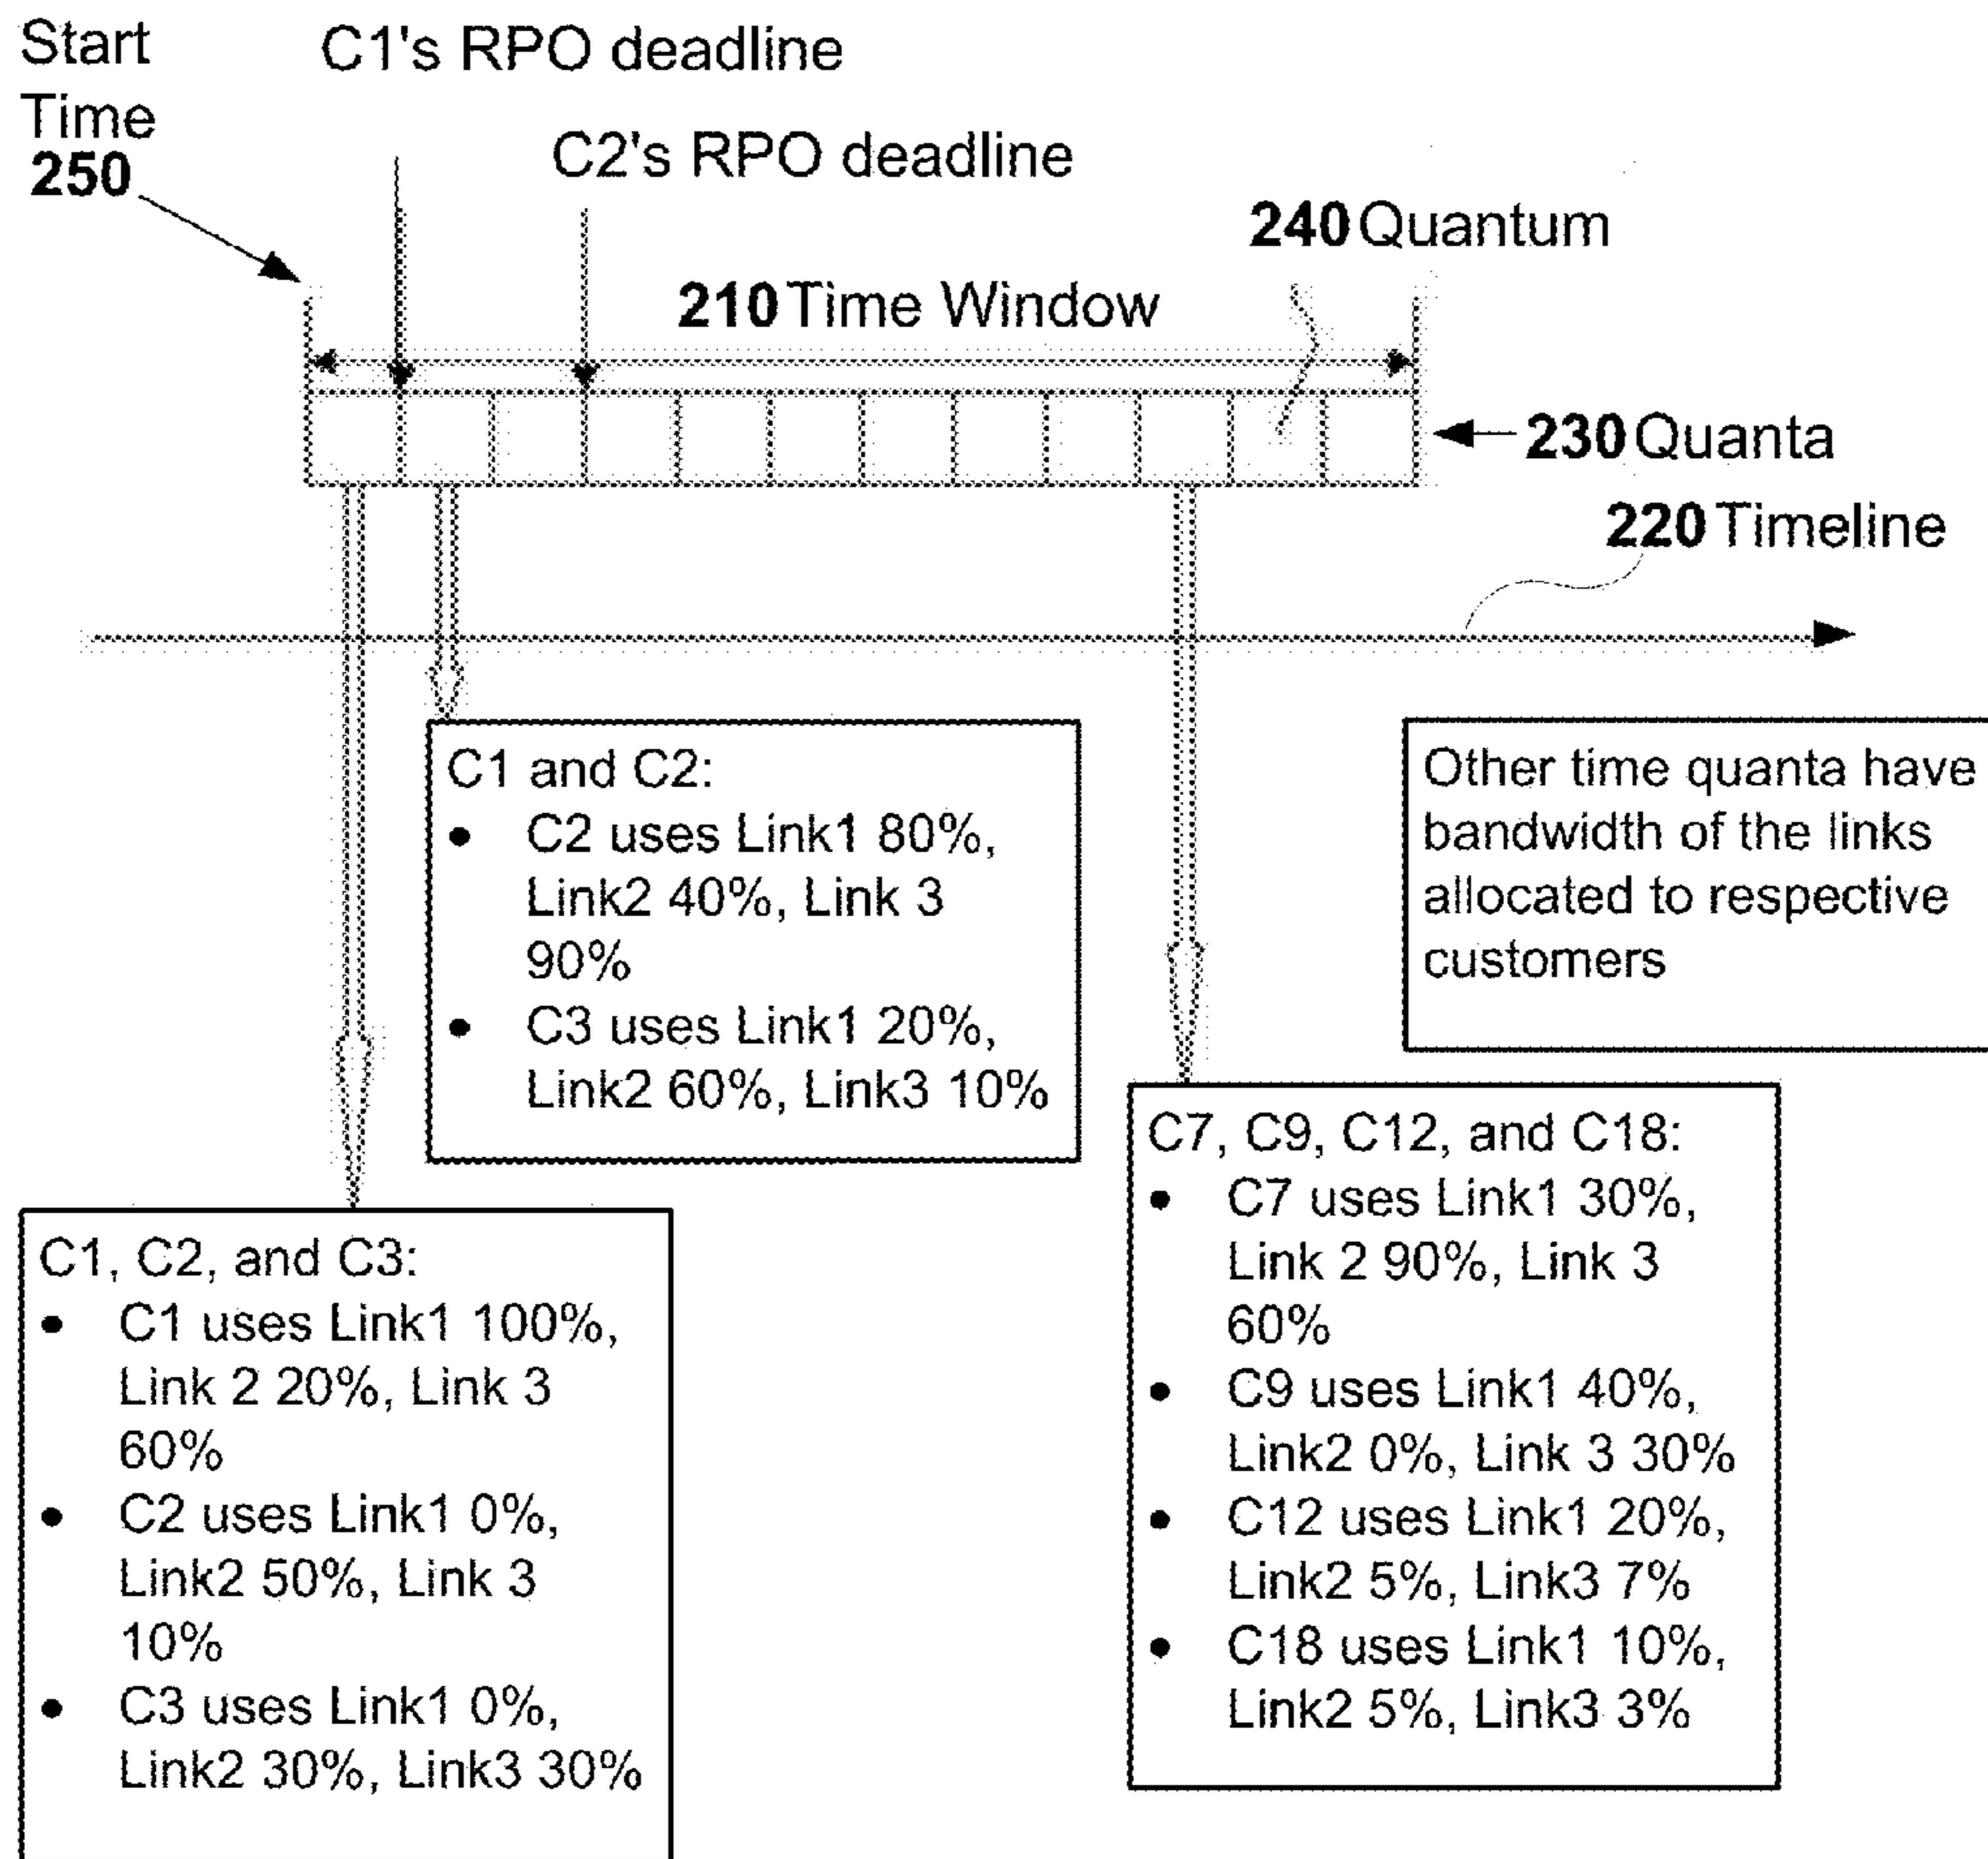 Start
Time
250
C1's RPO deadline
C2's RPO deadline
240 Quantum
210 Time Window
230 Quanta
220 Timeline
C1 and C2:
• C2 uses Link1 80%,
Link2 40%, Link 3
90%
• C3 uses Link1 20%,
Link2 60%, Link3 10%
Other time quanta have
bandwidth of the links
allocated to respective
customers
C1, C2, and C3:
• C1 uses Link1 100%,
Link 2 20%, Link 3
60%
• C2 uses Link1 0%,
Link2 50%, Link 3
10%
• C3 uses Link1 0%,
Link2 30%, Link3 30%
C7, C9, C12, and C18:
• C7 uses Link1 30%,
Link 2 90%, Link 3
60%
• C9 uses Link1 40%,
Link2 0%, Link 3 30%
• C12 uses Link1 20%,
Link2 5%, Link3 7%
• C18 uses Link1 10%,
Link2 5%, Link3 3%